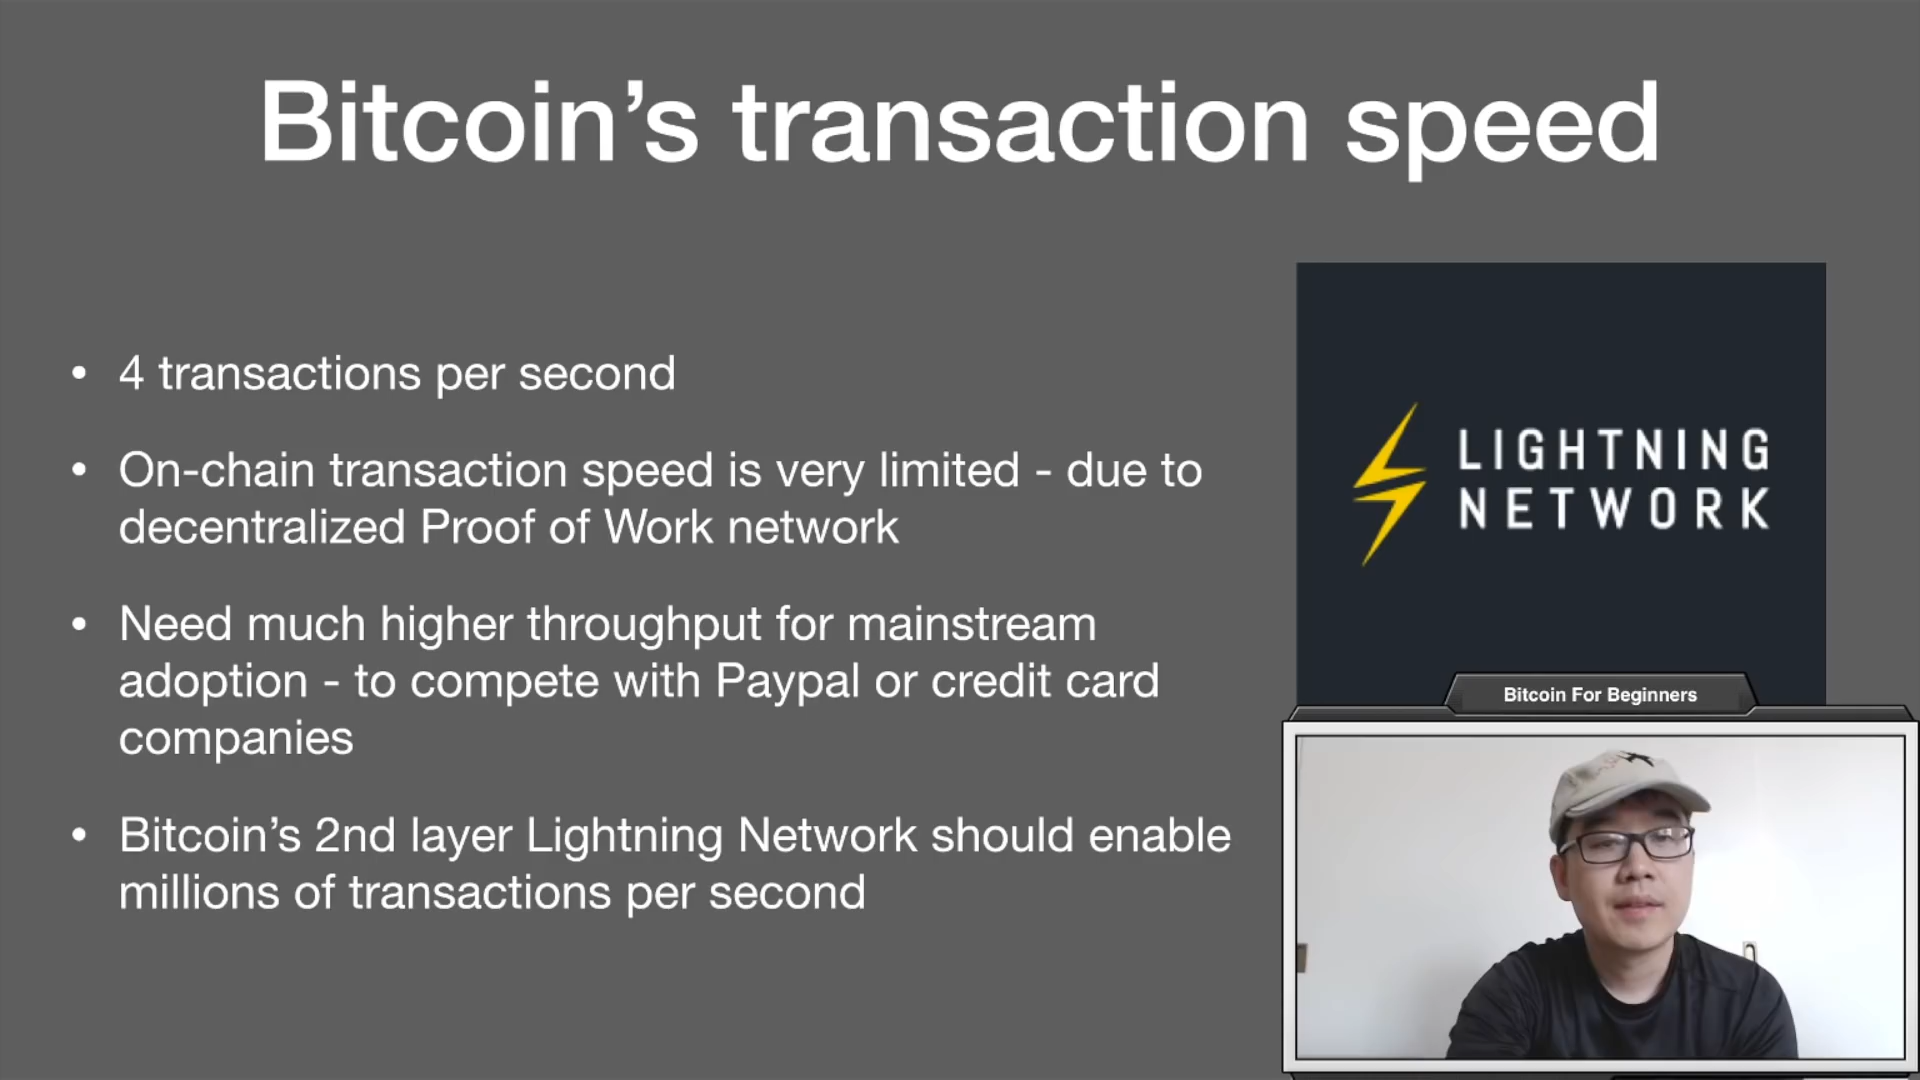 Bitcoin’s transaction speed
• 4 transactions per second
• On-chain transaction speed is very limited - due to
decentralized Proof of Work network
• Need much higher throughput for mainstream
adoption - to compete with Paypal or credit card
companies
• Bitcoin’s 2nd layer Lightning Network should enable
millions of transactions per second
LIGHTNING
NETWORK
Bitcoin For Beginners